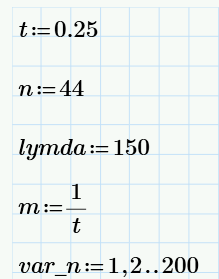 t:=0.25
n:=44
lymda:=150
m:=1/t
var_n:=1,2..200